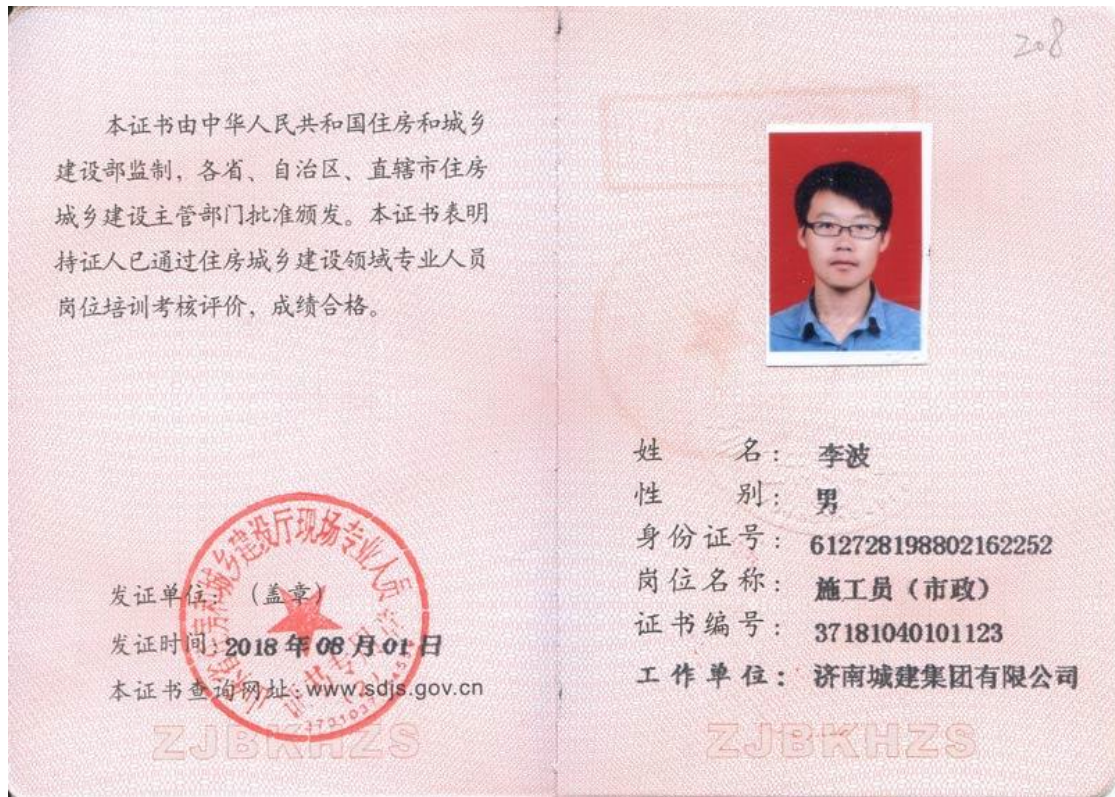 本证书由中华人民共和国住房和城乡
建设部监制，各省、自治区、直辖市住房
城乡建设主管部门批准颁发。本证书表明
持证人已通过住房城乡建设领域专业人员
岗位培训考核评价，成绩合格。
发证单位：（盖章）
发证时间：2018 年 08 月 01 日
本证书查询网址：www.sdjs.gov.cn
ZJBKHZS
208
姓 名： 李波
性 别： 男
身份证号： 612728198802162252
岗位名称： 施工员（市政）
证书编号： 37181040101123
工作单位： 济南城建集团有限公司
ZJBKHZS